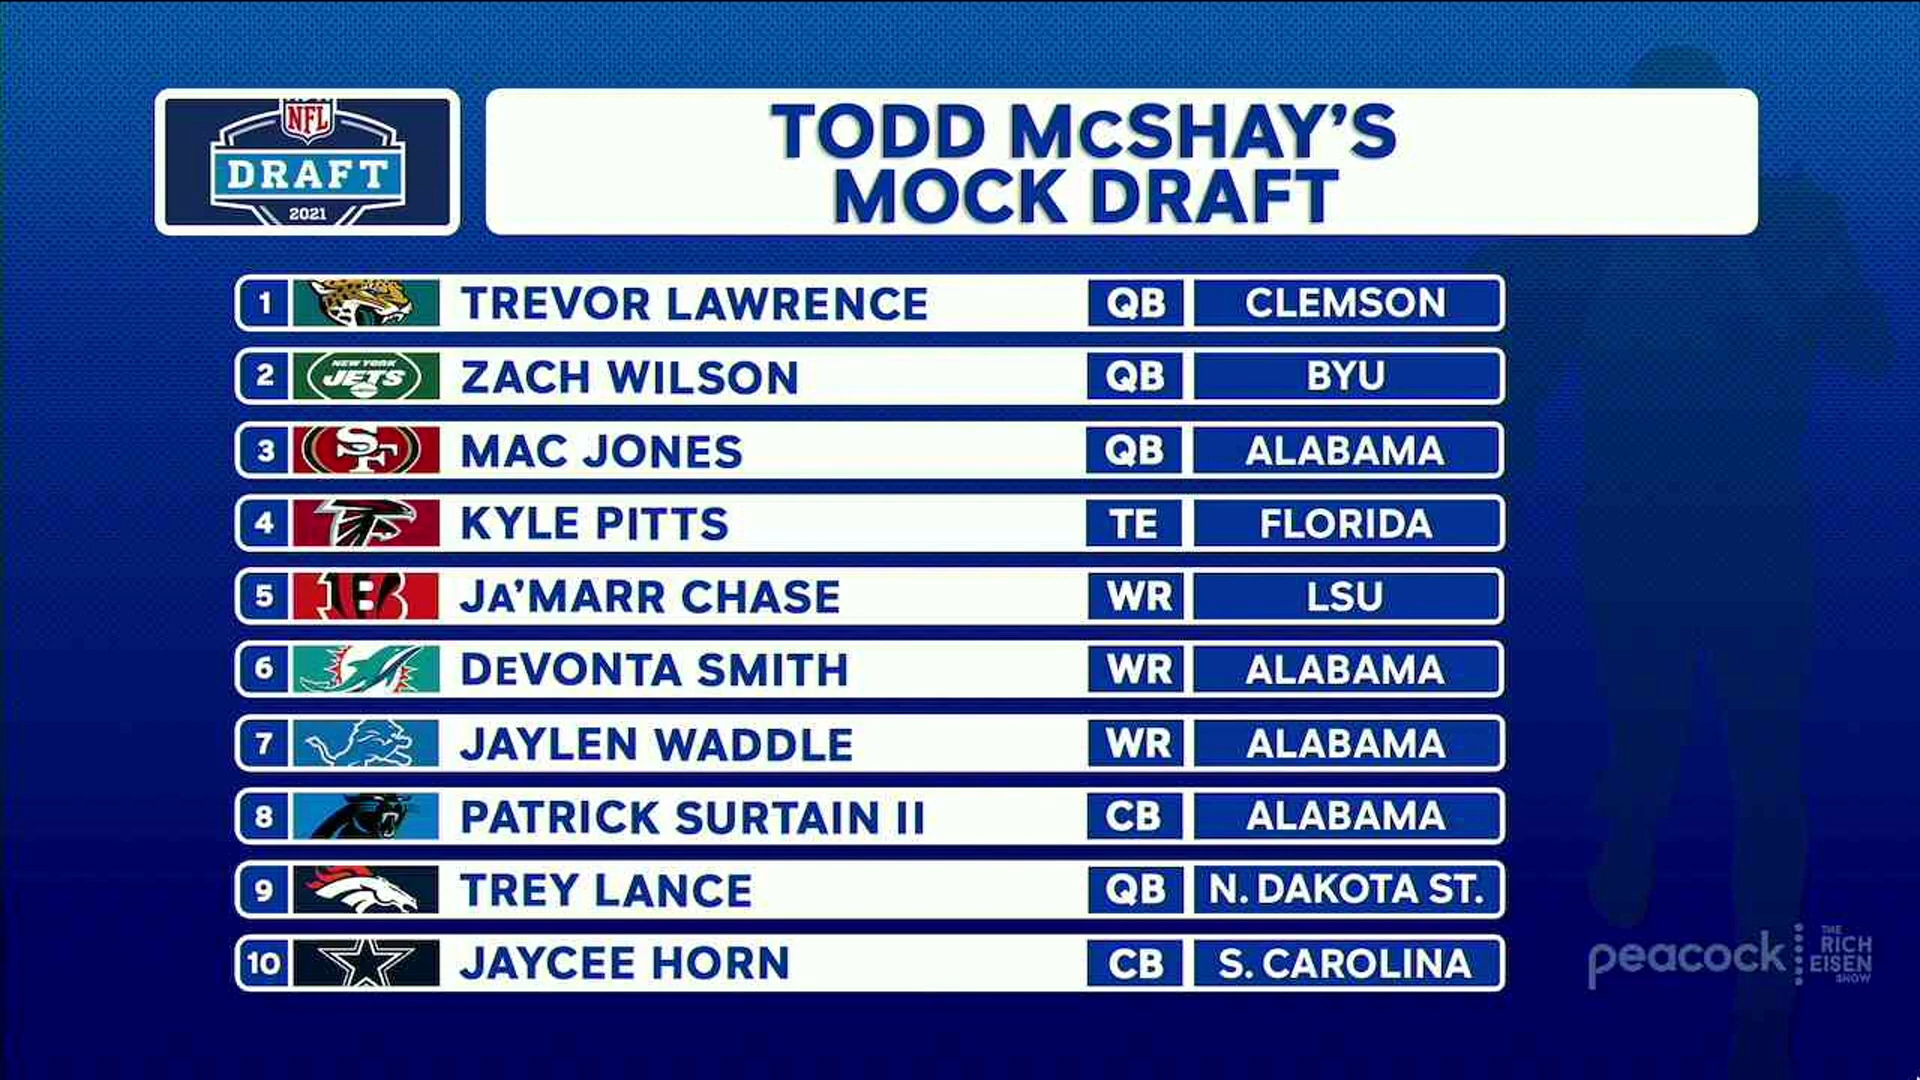 NFL
DRAFT
2021
TODD McSHAY'S
MOCK DRAFT
1 TREVOR LAWRENCE QB CLEMSON
2 NEW YORK JETS ZACH WILSON QB BYU
3 SF MAC JONES QB ALABAMA
4 KYLE PITTS TE FLORIDA
5 B JA'MARR CHASE WR LSU
6 DeVONTA SMITH WR ALABAMA
7 JAYLEN WADDLE WR ALABAMA
8 PATRICK SURTAIN II CB ALABAMA
9 TREY LANCE QB N. DAKOTA ST.
10 JAYCEE HORN CB S. CAROLINA
peacock
THE
RICH
EISEN
SHOW